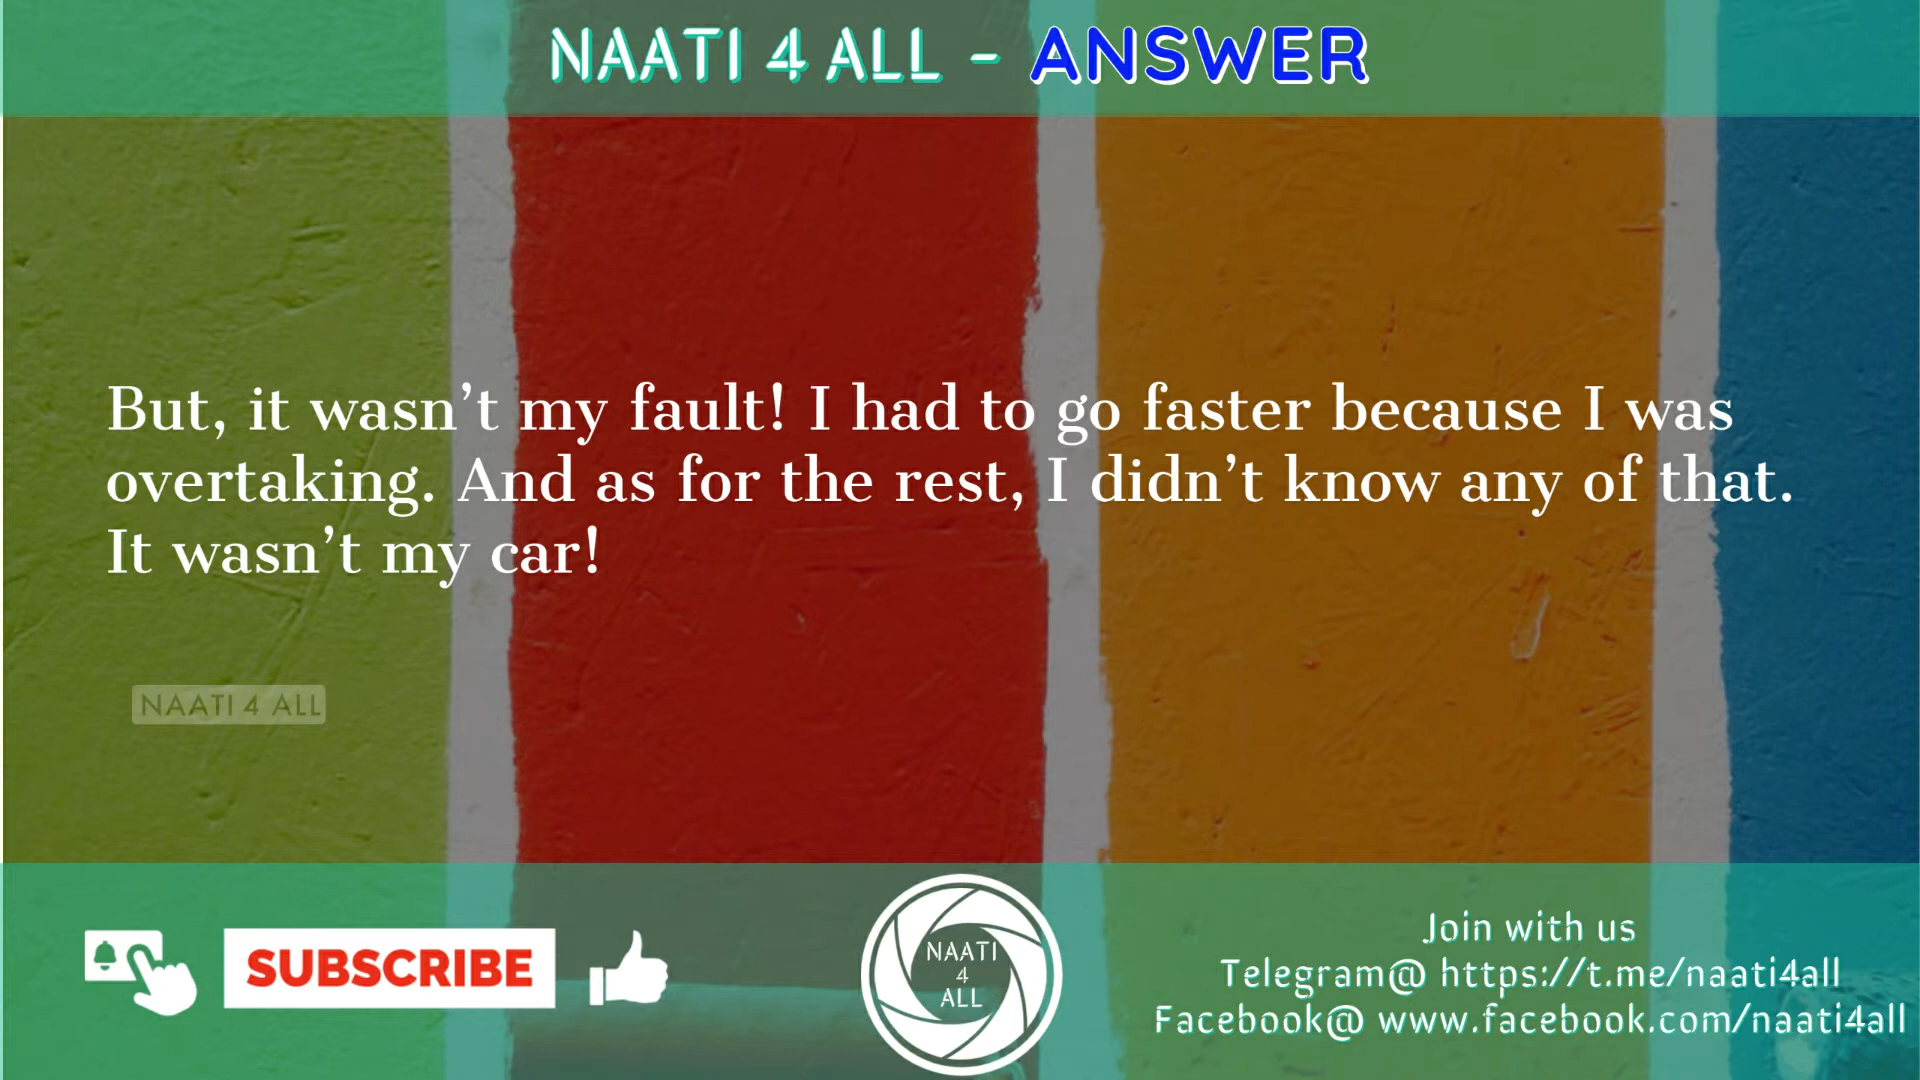 NAATI 4 ALL - ANSWER
But, it wasn’t my fault! I had to go faster because I was
overtaking. And as for the rest, I didn’t know any of that.
It wasn’t my car!
NAATI 4 ALL
SUBSCRIBE
NAATI
4
ALL
Join with us
Telegram@ https://t.me/naati4all
Facebook@ www.facebook.com/naati4all